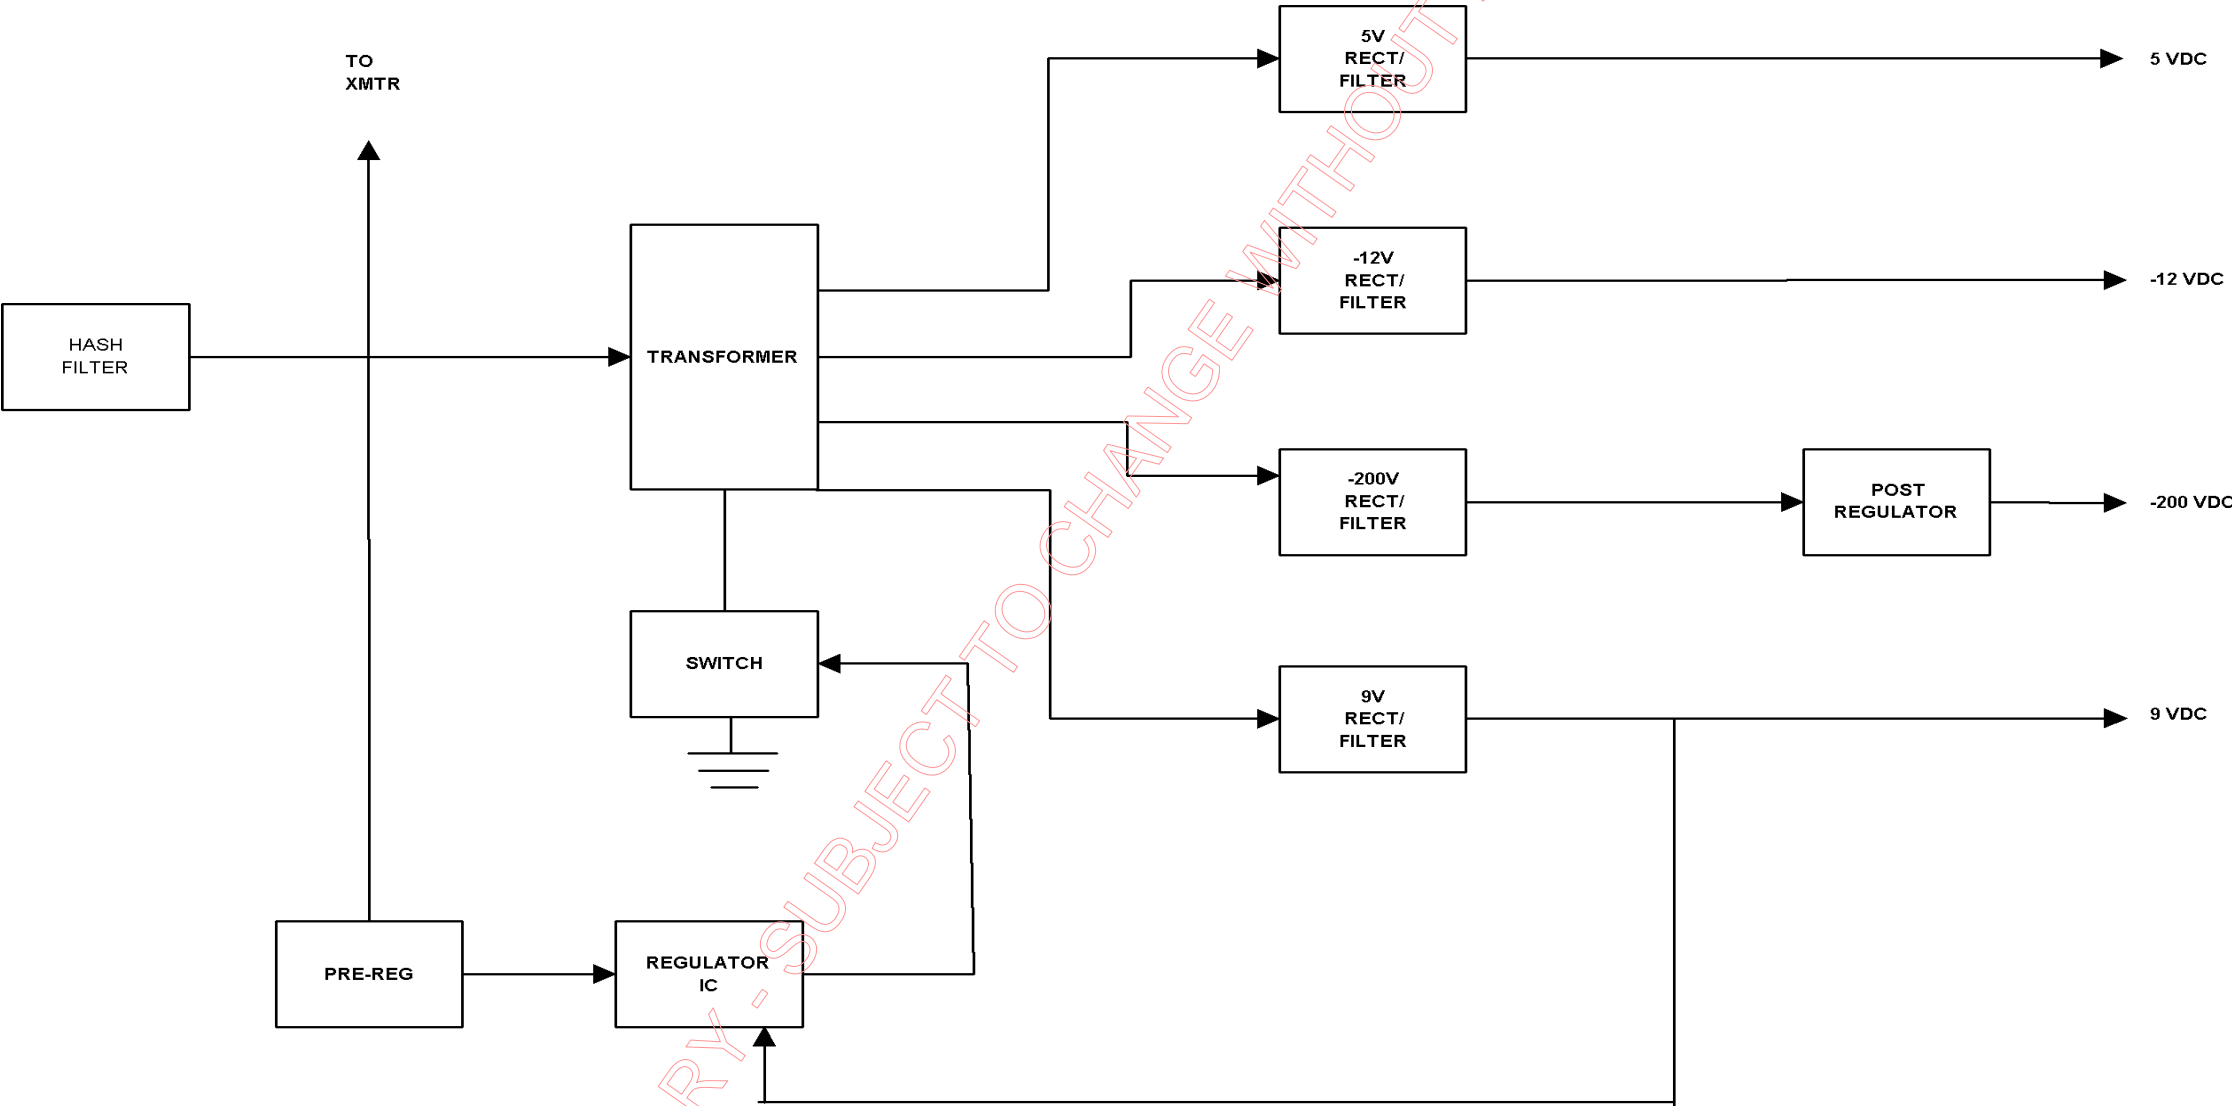 TO
XMTR
5V
RECT/
FILTER
5 VDC
HASH
FILTER
TRANSFORMER
-12V
RECT/
FILTER
-12 VDC
-200V
RECT/
FILTER
POST
REGULATOR
-200 VDC
SWITCH
9V
RECT/
FILTER
9 VDC
PRE-REG
REGULATOR
IC
RY - SUBJECT TO CHANGE WITHOUT